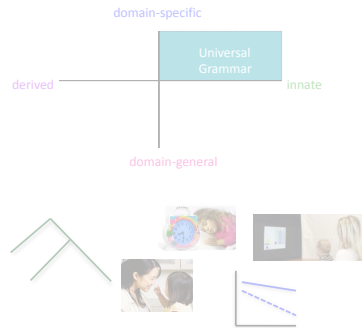 domain-specific
Universal
Grammar
derived
innate
domain-general